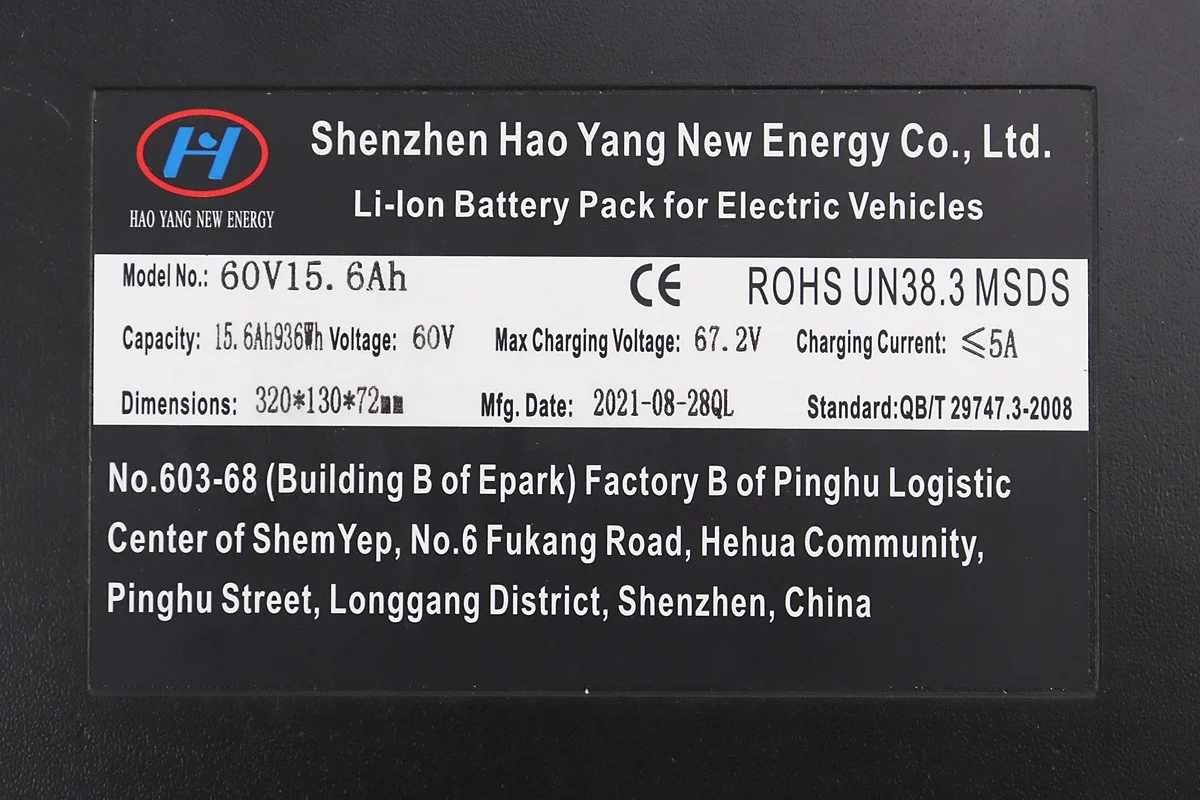 Shenzhen Hao Yang New Energy Co., Ltd.
Li-Ion Battery Pack for Electric Vehicles
H
HAO YANG NEW ENERGY
Model No.: 60V15.6Ah CE ROHS UN38.3 MSDS
Capacity: 15.6Ah936Wh Voltage: 60V Max Charging Voltage: 67.2V Charging Current: ≤5A
Dimensions: 320*130*72mm Mfg. Date: 2021-08-28QL Standard:QB/T 29747.3-2008
No.603-68 (Building B of Epark) Factory B of Pinghu Logistic
Center of ShemYep, No.6 Fukang Road, Hehua Community,
Pinghu Street, Longgang District, Shenzhen, China